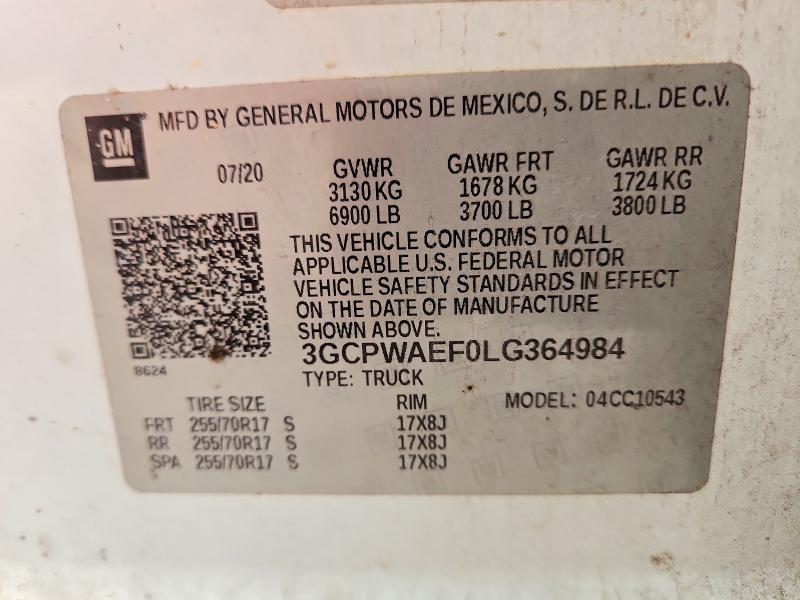 GM MFD BY GENERAL MOTORS DE MEXICO, S. DE R.L. DE C.V.
07/20 GVWR GAWR FRT GAWR RR
3130 KG 1678 KG 1724 KG
6900 LB 3700 LB 3800 LB
THIS VEHICLE CONFORMS TO ALL
APPLICABLE U.S. FEDERAL MOTOR
VEHICLE SAFETY STANDARDS IN EFFECT
ON THE DATE OF MANUFACTURE
SHOWN ABOVE.
3GCPWAEF0LG364984
8624
TYPE: TRUCK
TIRE SIZE RIM MODEL: 04CC10543
FRT 255/70R17 S 17X8J
RR 255/70R17 S 17X8J
SPA 255/70R17 S 17X8J